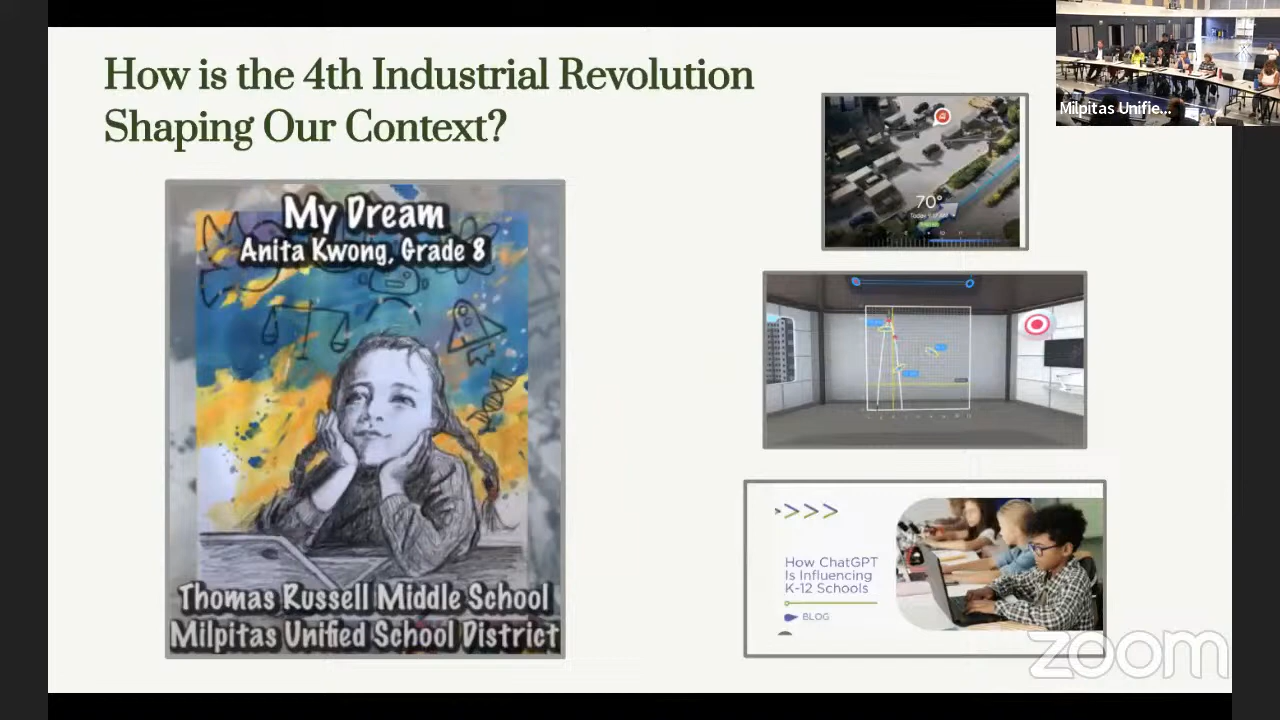 How is the 4th Industrial Revolution
Shaping Our Context?
Milpitas Unifie...
My Dream
Anita Kwong, Grade 8
Thomas Russell Middle School
Milpitas Unified School District
70°
>>>>
How ChatGPT
Is Influencing
K-12 Schools
BLOG
zoom